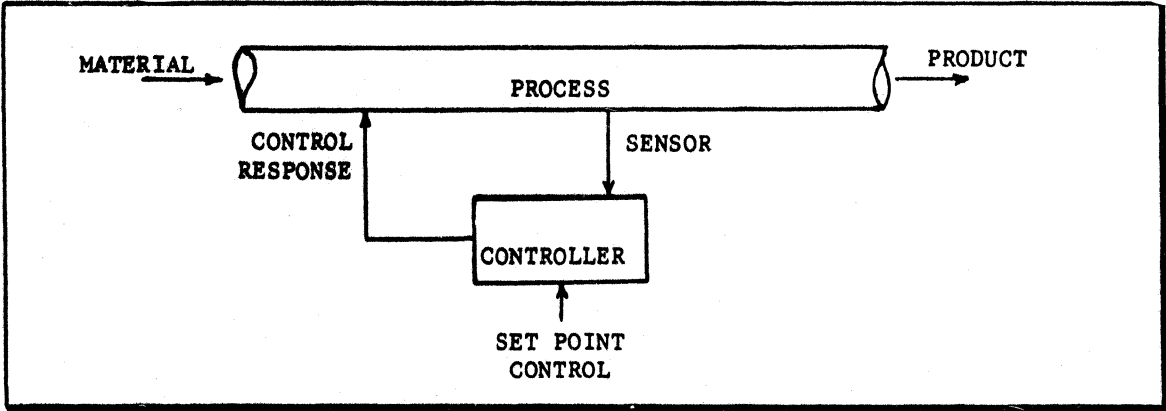 MATERIAL
PROCESS
PRODUCT
CONTROL
RESPONSE
SENSOR
CONTROLLER
SET POINT
CONTROL